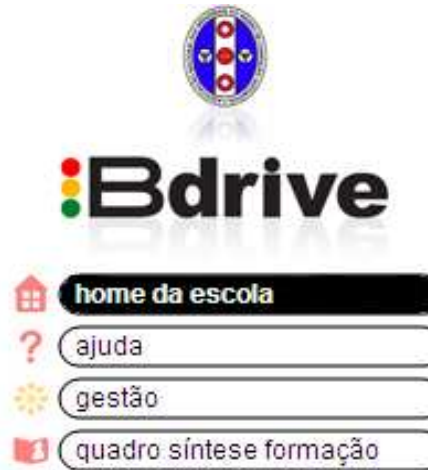 Bdrive
home da escola
ajuda
gestão
quadro síntese formação